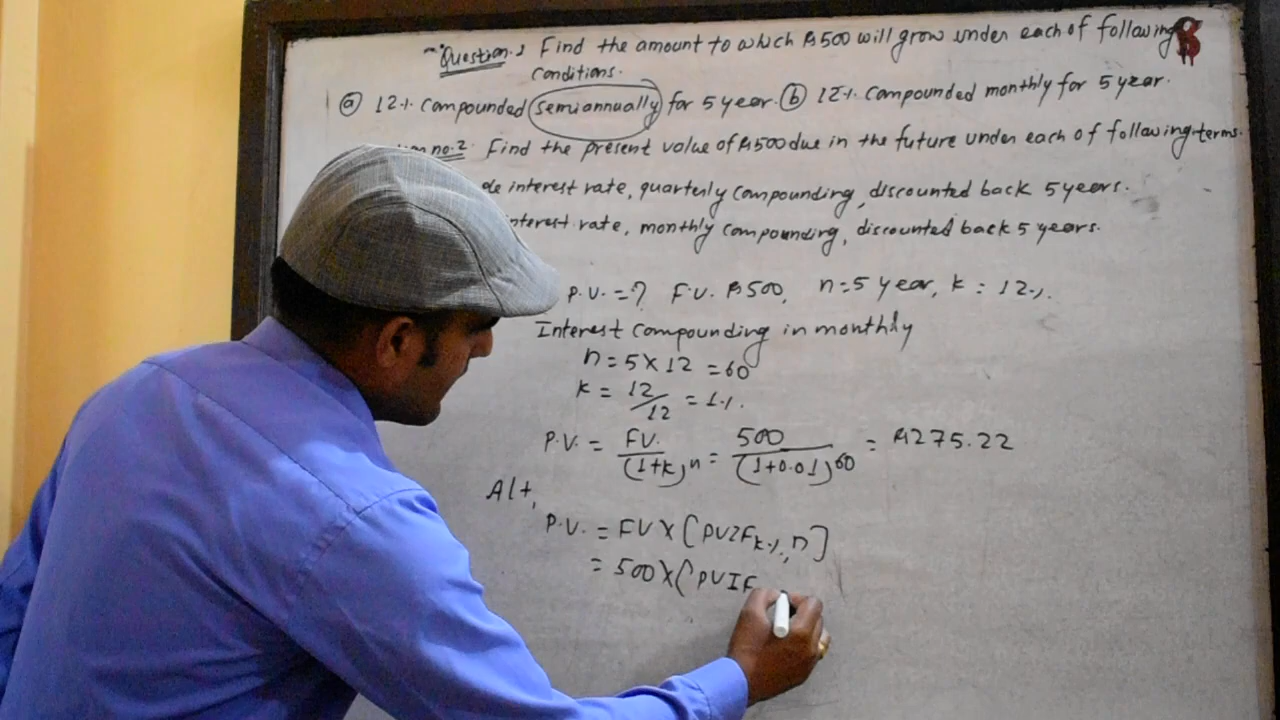 Question.1 Find the amount to which Rs500 will grow under each of following
conditions.
(a) 12% compounded (semiannually) for 5 year. (b) 12% compounded monthly for 5 year.
no.2 Find the present value of Rs500 due in the future under each of following terms.
interest rate, quarterly compounding, discounted back 5 years.
interest rate, monthly compounding, discounted back 5 years.
P.V. = ? F.V. Rs500, n=5 year, k = 12%.
Interest compounding in monthly
n = 5 X 12 = 60
k = 12/12 = 1%.
P.V. = FV/(1+k)^n = 500/(1+0.01)^60 = Rs275.22
Alt,
P.V. = FV X [PVIFk%, n]
= 500 X (PVIF